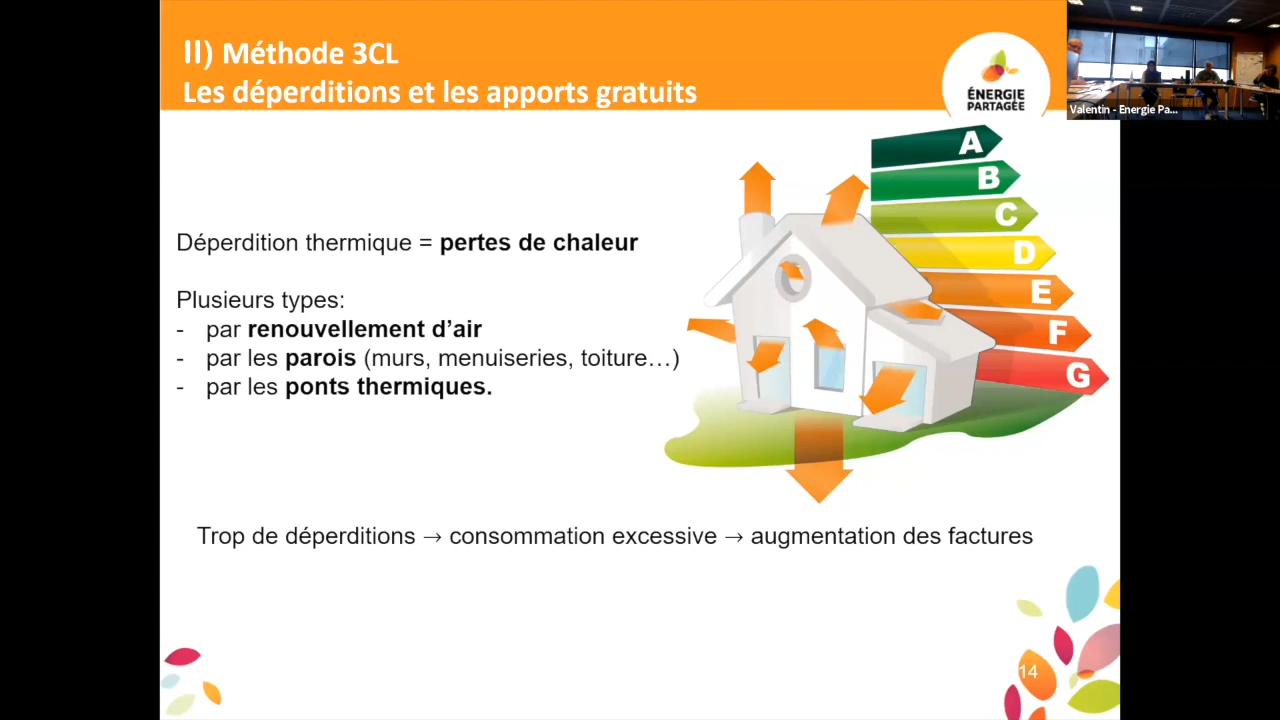 II) Méthode 3CL
Les déperditions et les apports gratuits
ÉNERGIE
PARTAGÉE
Valentin - Energie Pa...
A
B
C
D
E
F
G
Déperdition thermique = pertes de chaleur
Plusieurs types:
- par renouvellement d’air
- par les parois (murs, menuiseries, toiture…)
- par les ponts thermiques.
Trop de déperditions → consommation excessive → augmentation des factures
14